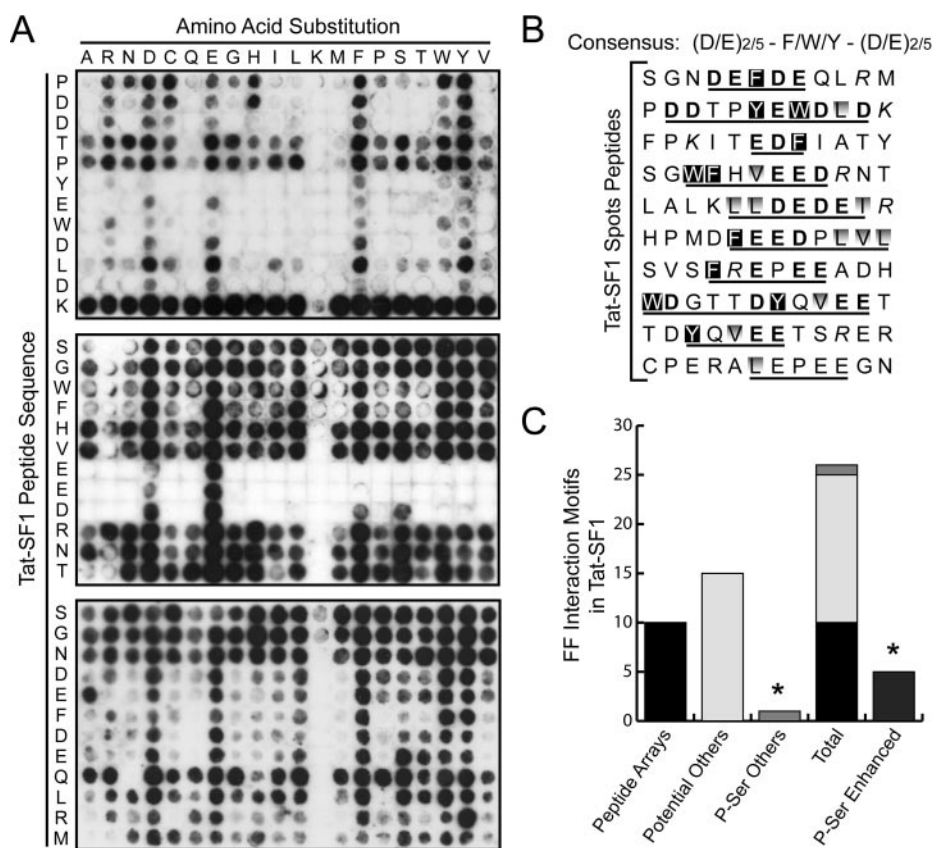 A
Amino Acid Substitution
A R N D C Q E G H I L K M F P S T W Y V
Tat-SF1 Peptide Sequence
P
D
D
T
P
Y
E
W
D
L
D
K
S
G
W
F
H
V
E
E
D
R
N
T
S
G
N
D
E
F
D
E
Q
L
R
M
B
Consensus: (D/E)2/5 - F/W/Y - (D/E)2/5
Tat-SF1 Spots Peptides
S G N D E F D E Q L R M
P D D T P Y E W D L D K
F P K I T E D F I A T Y
S G W F H V E E D R N T
L A L K L L D E D E T R
H P M D F E E D P L V L
S V S F R E P E E A D H
W D G T T D Y Q V E E T
T D Y Q V E E T S R E R
C P E R A L E P E E G N
C
FF Interaction Motifs
in Tat-SF1
30
25
20
15
10
5
0
* *
Peptide Arrays
Potential Others
P-Ser Others
Total
P-Ser Enhanced